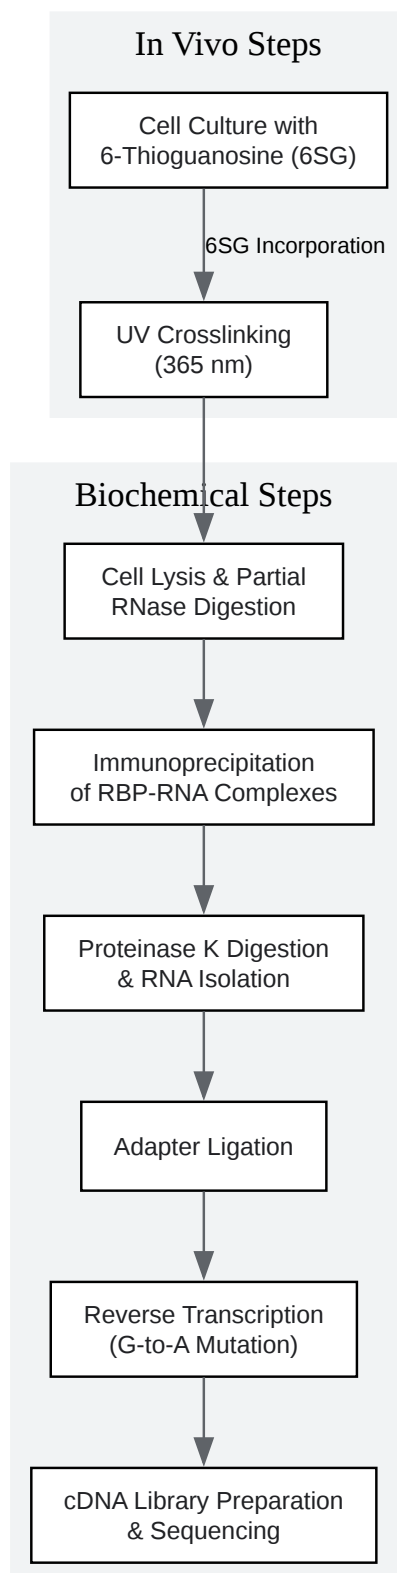 In Vivo Steps
Cell Culture with
6-Thioguanosine (6SG)
6SG Incorporation
UV Crosslinking
(365 nm)
Biochemical Steps
Cell Lysis & Partial
RNase Digestion
Immunoprecipitation
of RBP-RNA Complexes
Proteinase K Digestion
& RNA Isolation
Adapter Ligation
Reverse Transcription
(G-to-A Mutation)
cDNA Library Preparation
& Sequencing